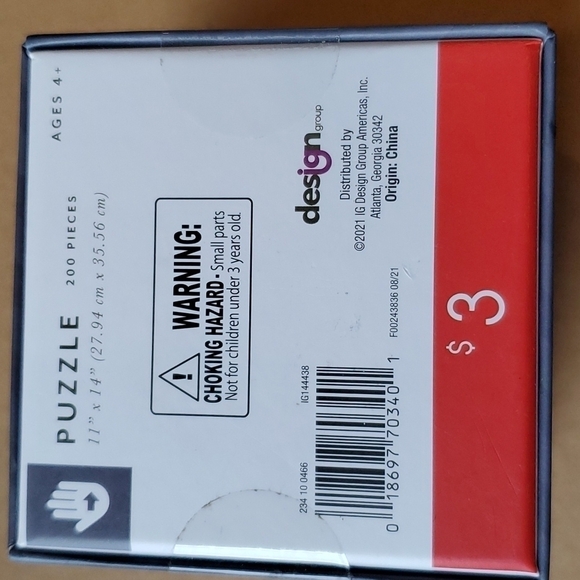 PUZZLE 200 PIECES AGES 4+
11" x 14" (27.94 cm x 35.56 cm)
WARNING:
CHOKING HAZARD - Small parts
Not for children under 3 years old.
design group
Distributed by
©2021 IG Design Group Americas, Inc.
Atlanta, Georgia 30342
Origin: China
234 10 0466 IG144438
0 18697 70340 1
F00243836 08/21
$ 3